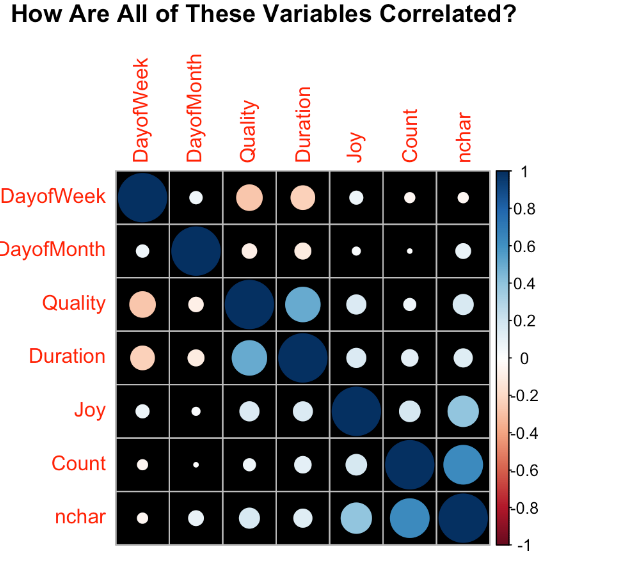 How Are All of These Variables Correlated?
DayofWeek
DayofMonth
Quality
Duration
Joy
Count
nchar
DayofWeek
DayofMonth
Quality
Duration
Joy
Count
nchar
1
0.8
0.6
0.4
0.2
0
-0.2
-0.4
-0.6
-0.8
-1